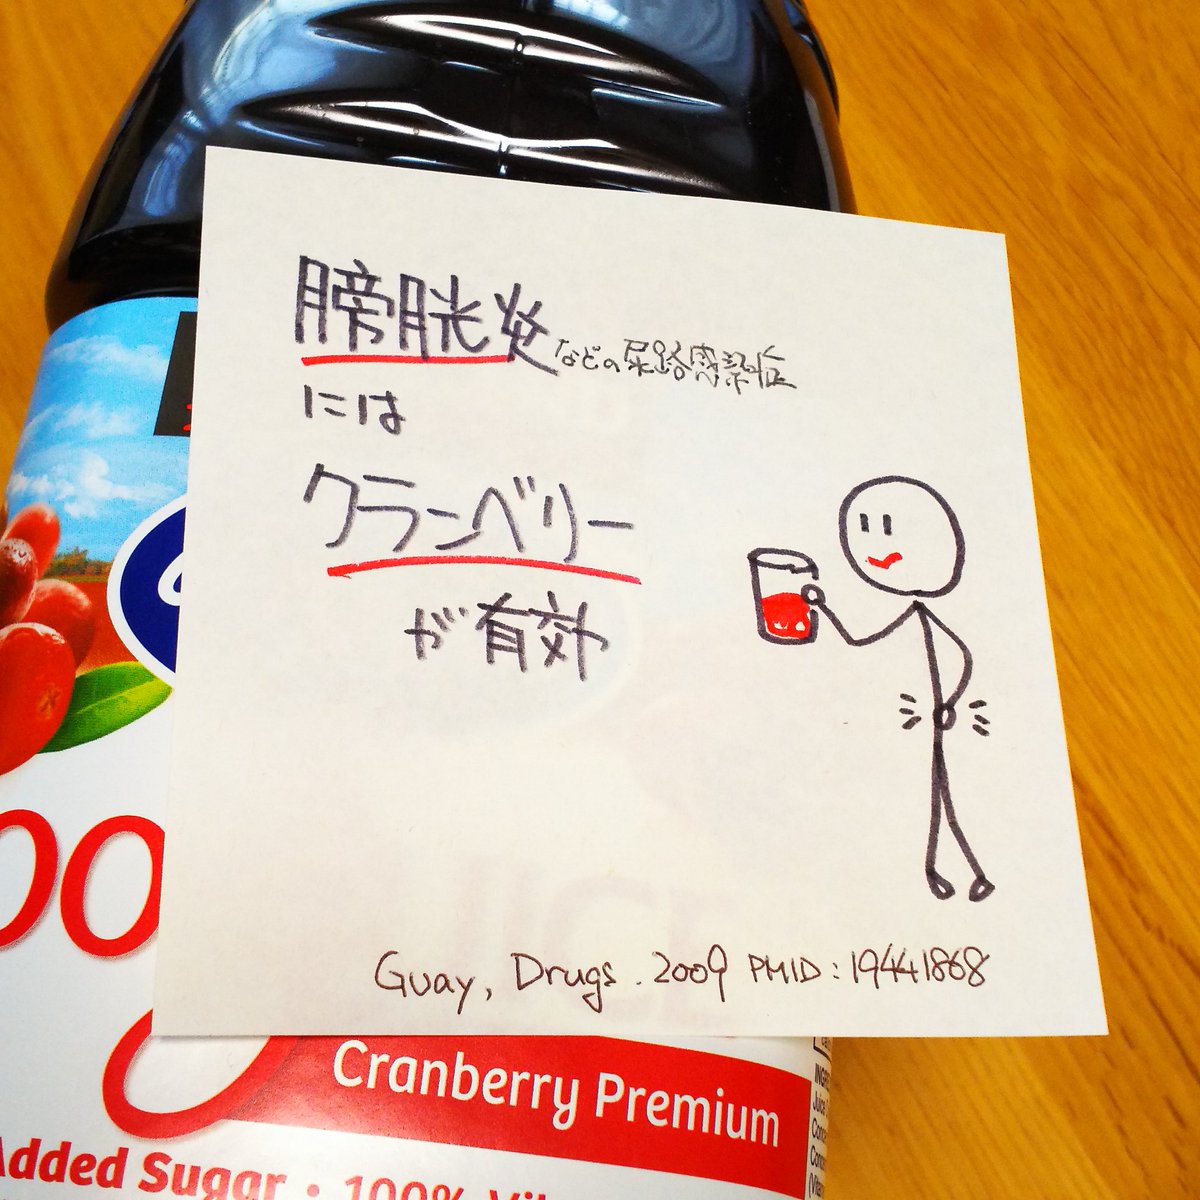 膀胱炎などの尿路感染症
には
クランベリー
が有効
Guay, Drugs. 2009 PMID: 19441868
Cranberry Premium
Added Sugar • 100%